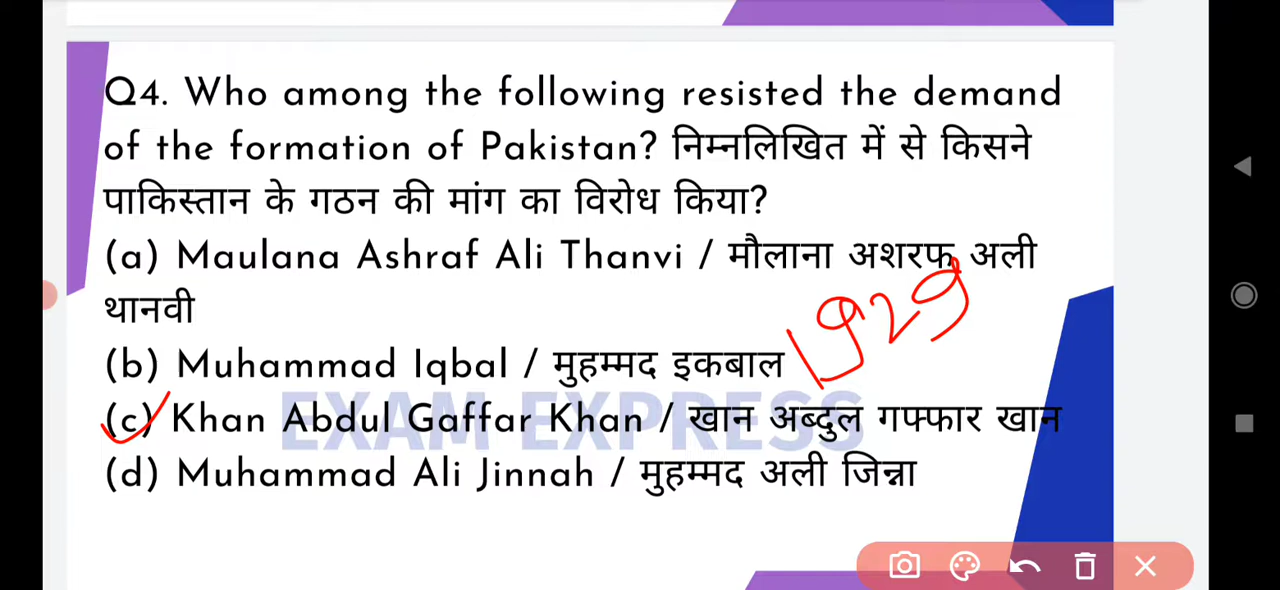 Q4. Who among the following resisted the demand
of the formation of Pakistan? निम्नलिखित में से किसने
पाकिस्तान के गठन की मांग का विरोध किया?
(a) Maulana Ashraf Ali Thanvi / मौलाना अशरफ अली
थानवी
1929
(b) Muhammad Iqbal / मुहम्मद इकबाल
(c) Khan Abdul Gaffar Khan / खान अब्दुल गफ्फार खान
EXAM EXPRESS
(d) Muhammad Ali Jinnah / मुहम्मद अली जिन्ना